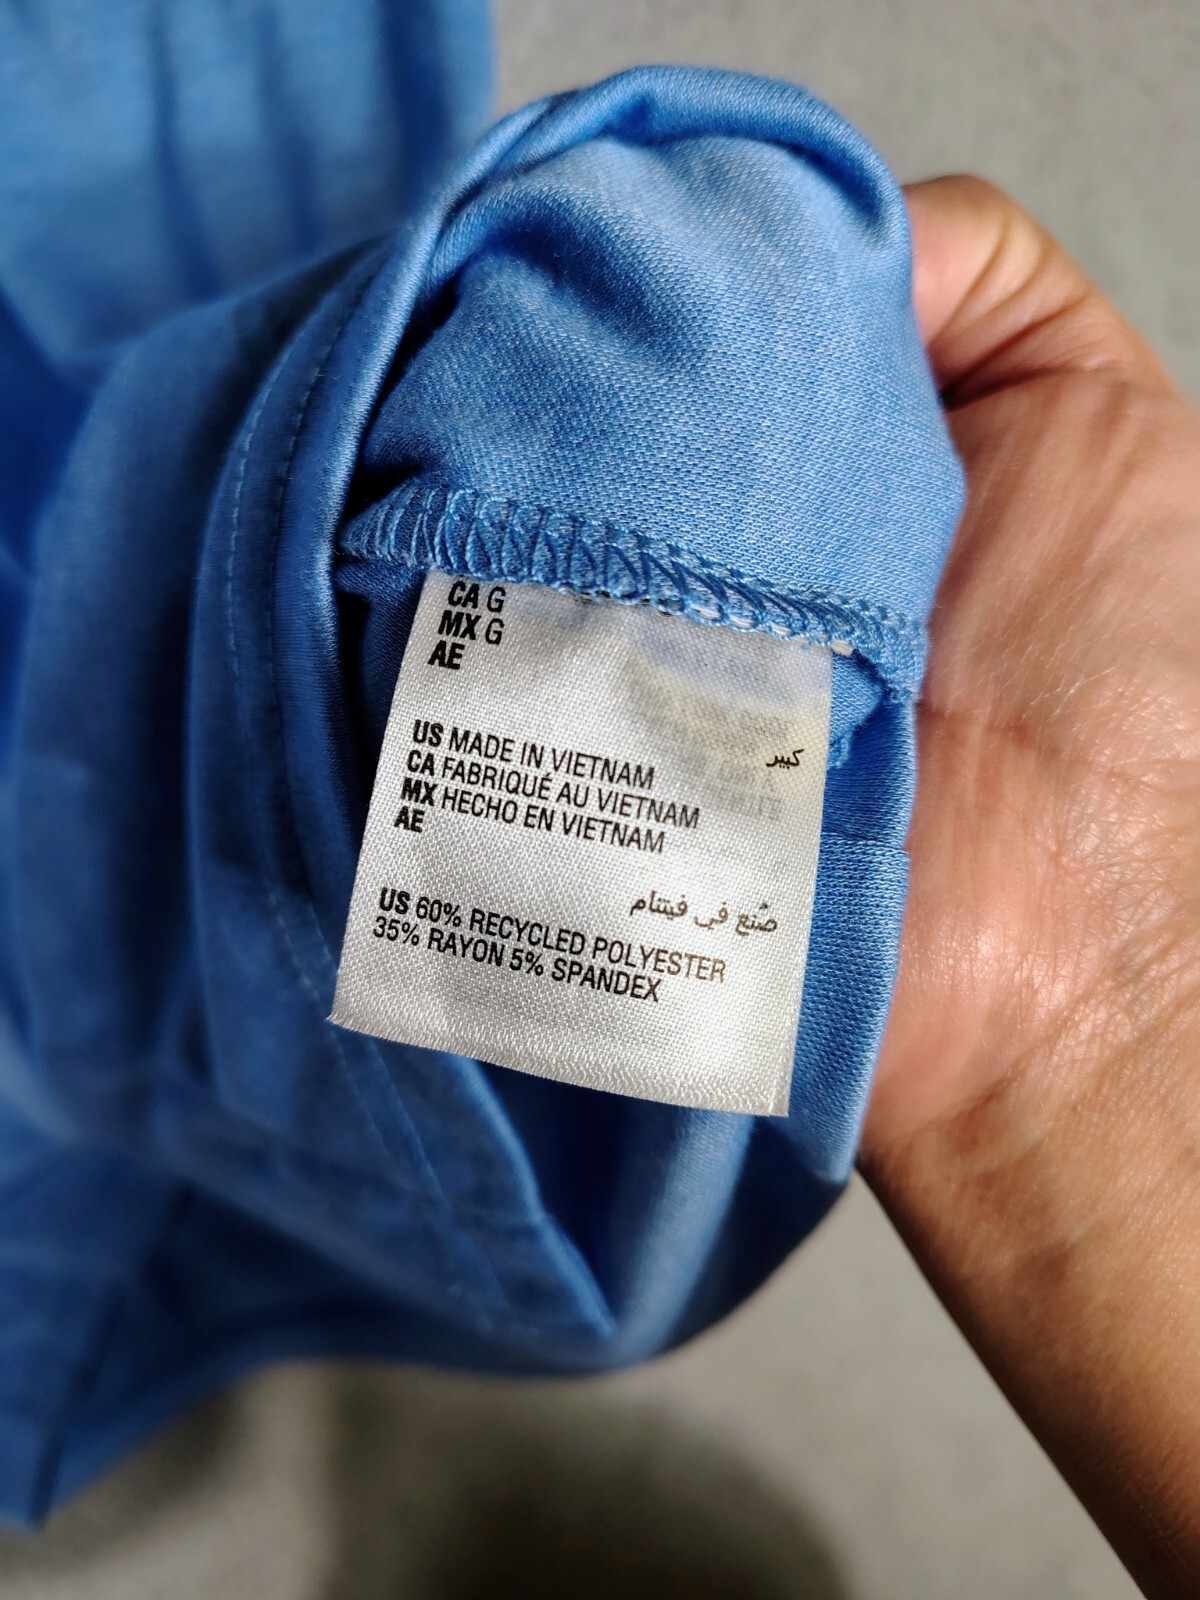 CA G
MX G
AE
كبير
US MADE IN VIETNAM
CA FABRIQUÉ AU VIETNAM
MX HECHO EN VIETNAM
AE
صُنع في فيتنام
US 60% RECYCLED POLYESTER
35% RAYON 5% SPANDEX